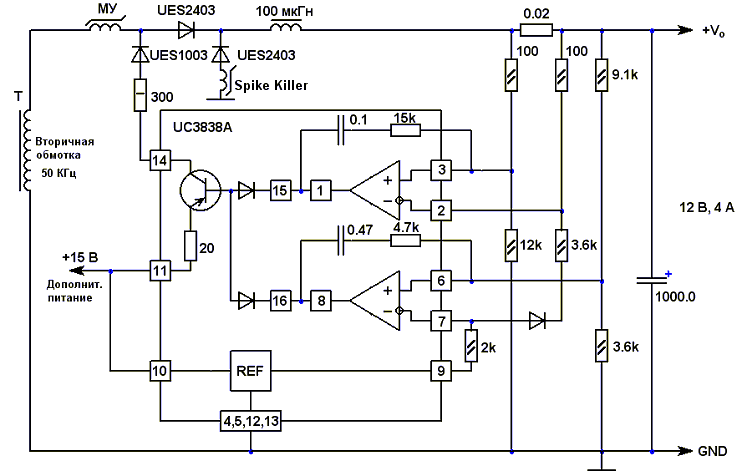 МУ
UES2403
100 мкГн
0.02
+Vo
UES1003
UES2403
Spike Killer
100
100
9.1k
300
T
Вторичная
обмотка
50 КГц
UC3838A
0.1
15k
14
15
1
+
−
3
2
12 В, 4 А
20
0.47
4.7k
12k
3.6k
+15 В
Дополнит.
питание
11
16
8
+
−
6
7
+
1000.0
10
REF
9
2k
3.6k
4,5,12,13
GND